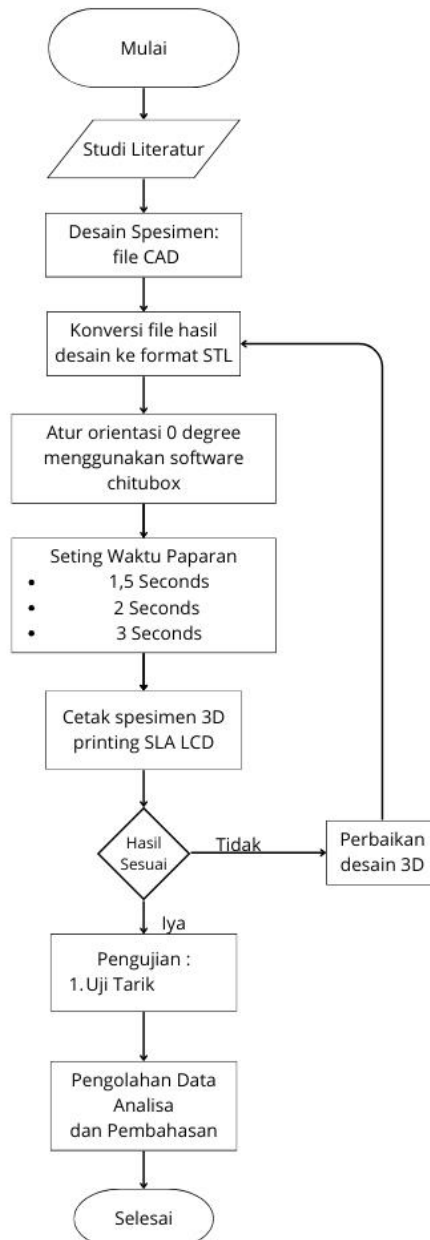 Mulai
Studi Literatur
Desain Spesimen:
file CAD
Konversi file hasil
desain ke format STL
Atur orientasi 0 degree
menggunakan software
chitubox
Seting Waktu Paparan
• 1,5 Seconds
• 2 Seconds
• 3 Seconds
Cetak spesimen 3D
printing SLA LCD
Hasil
Sesuai
Tidak
Perbaikan
desain 3D
Iya
Pengujian :
1. Uji Tarik
Pengolahan Data
Analisa
dan Pembahasan
Selesai